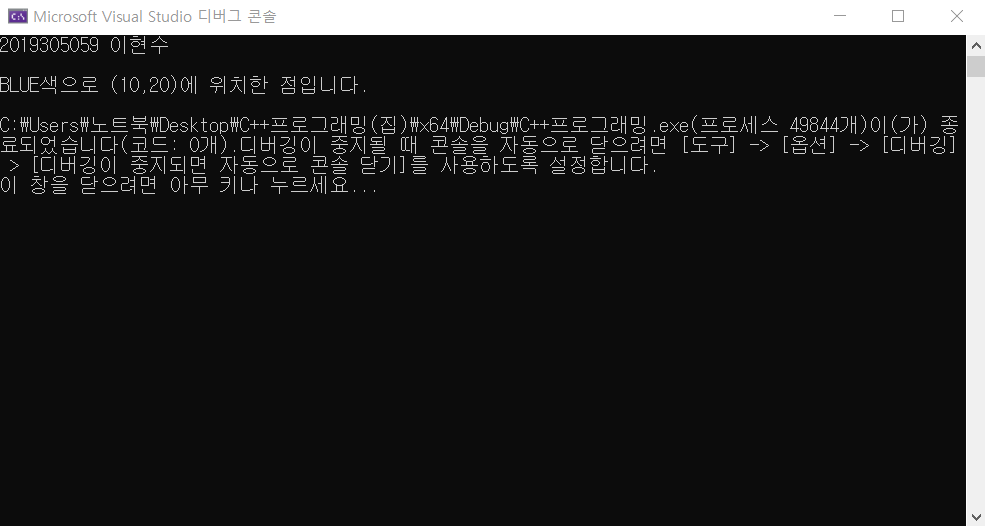 Microsoft Visual Studio 디버그 콘솔
2019305059 이현수
BLUE색으로 (10,20)에 위치한 점입니다.
C:₩Users₩노트북₩Desktop₩C++프로그래밍(집)₩x64₩Debug₩C++프로그래밍.exe(프로세스 49844개)이(가) 종
료되었습니다(코드: 0개).디버깅이 중지될 때 콘솔을 자동으로 닫으려면 [도구] -> [옵션] -> [디버깅]
> [디버깅이 중지되면 자동으로 콘솔 닫기]를 사용하도록 설정합니다.
이 창을 닫으려면 아무 키나 누르세요...